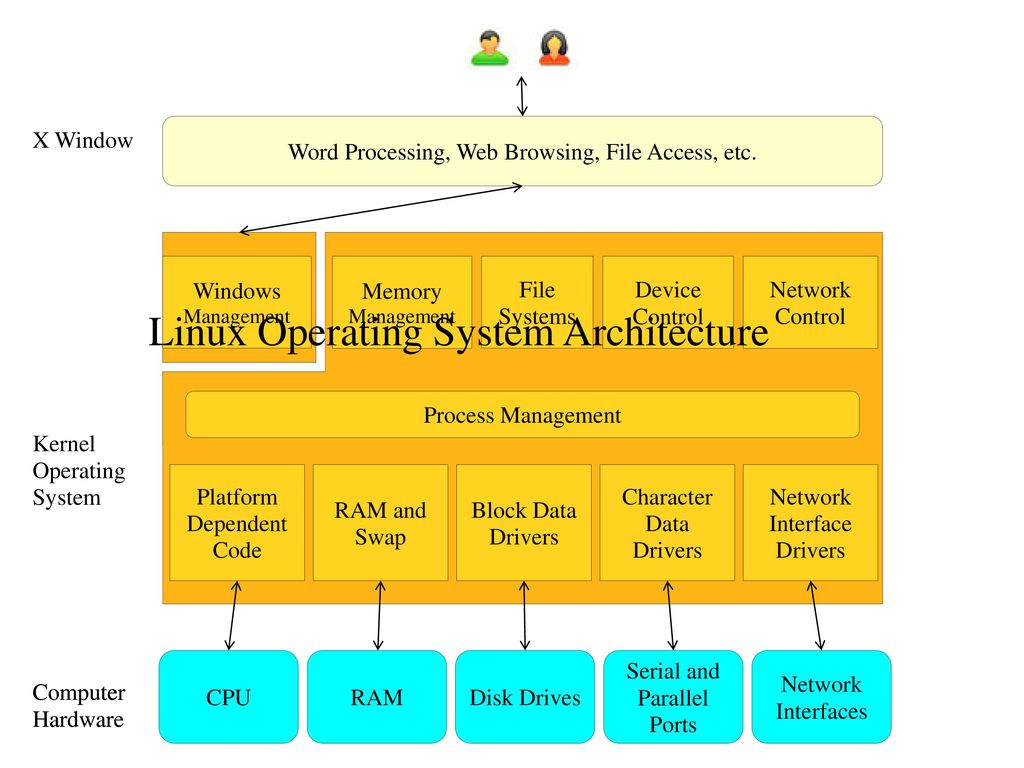 X Window
Word Processing, Web Browsing, File Access, etc.
Windows
Management
Memory
Management
File
Systems
Device
Control
Network
Control
Linux Operating System Architecture
Process Management
Kernel
Operating
System
Platform
Dependent
Code
RAM and
Swap
Block Data
Drivers
Character
Data
Drivers
Network
Interface
Drivers
Computer
Hardware
CPU
RAM
Disk Drives
Serial and
Parallel
Ports
Network
Interfaces